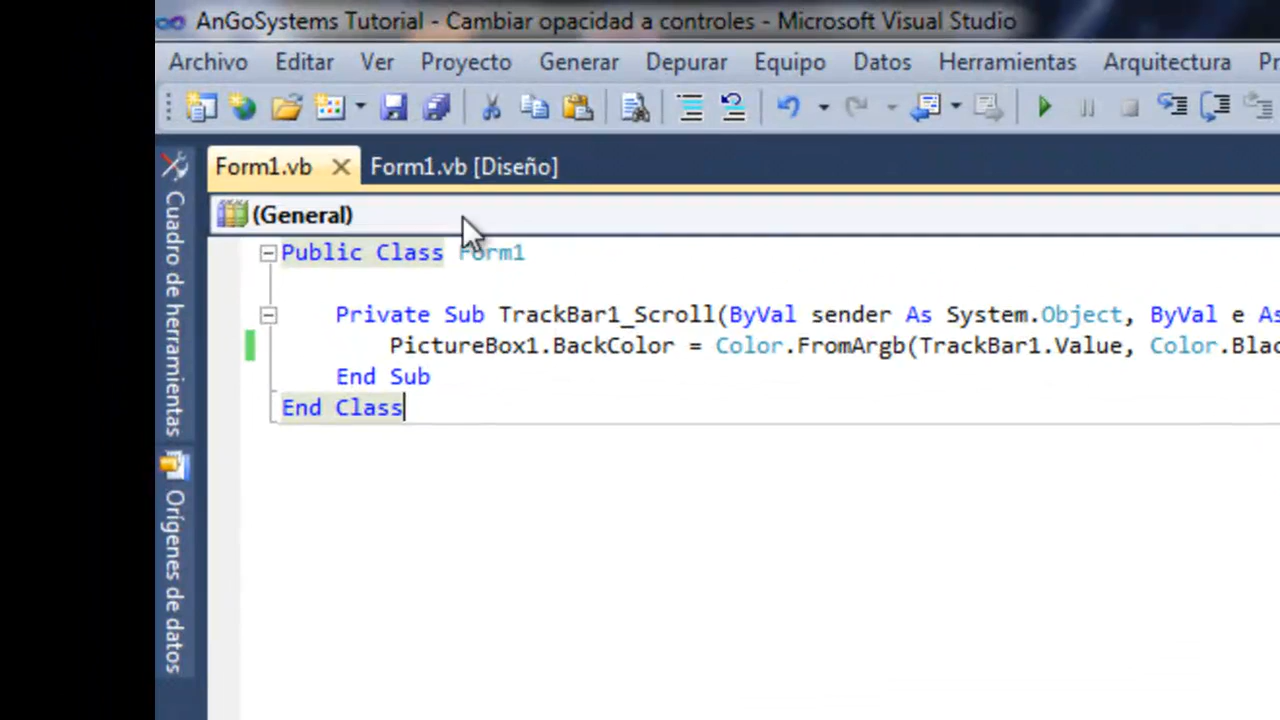 AnGoSystems Tutorial - Cambiar opacidad a controles - Microsoft Visual Studio
Archivo Editar Ver Proyecto Generar Depurar Equipo Datos Herramientas Arquitectura
Form1.vb Form1.vb [Diseño]
(General)
Public Class Form1
Private Sub TrackBar1_Scroll(ByVal sender As System.Object, ByVal e As
PictureBox1.BackColor = Color.FromArgb(TrackBar1.Value, Color.Blac
End Sub
End Class
Cuadro de herramientas
Orígenes de datos